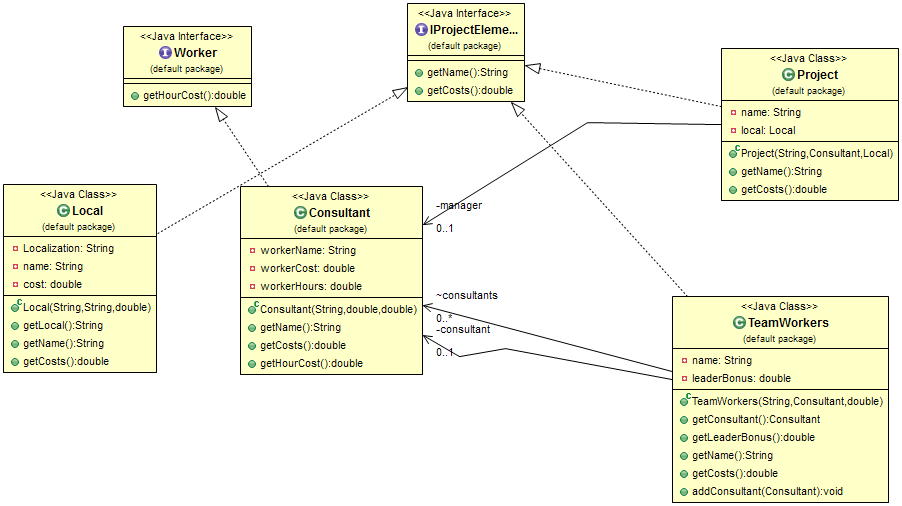 <<Java Interface>>
I Worker
(default package)
getHourCost():double
<<Java Interface>>
I IProjectEleme...
(default package)
getName():String
getCosts():double
<<Java Class>>
C Project
(default package)
name: String
local: Local
C Project(String,Consultant,Local)
getName():String
getCosts():double
<<Java Class>>
C Local
(default package)
Localization: String
name: String
cost: double
C Local(String,String,double)
getLocal():String
getName():String
getCosts():double
<<Java Class>>
C Consultant
(default package)
workerName: String
workerCost: double
workerHours: double
C Consultant(String,double,double)
getName():String
getCosts():double
getHourCost():double
-manager
0..1
~consultants
0..*
-consultant
0..1
<<Java Class>>
C TeamWorkers
(default package)
name: String
leaderBonus: double
C TeamWorkers(String,Consultant,double)
getConsultant():Consultant
getLeaderBonus():double
getName():String
getCosts():double
addConsultant(Consultant):void